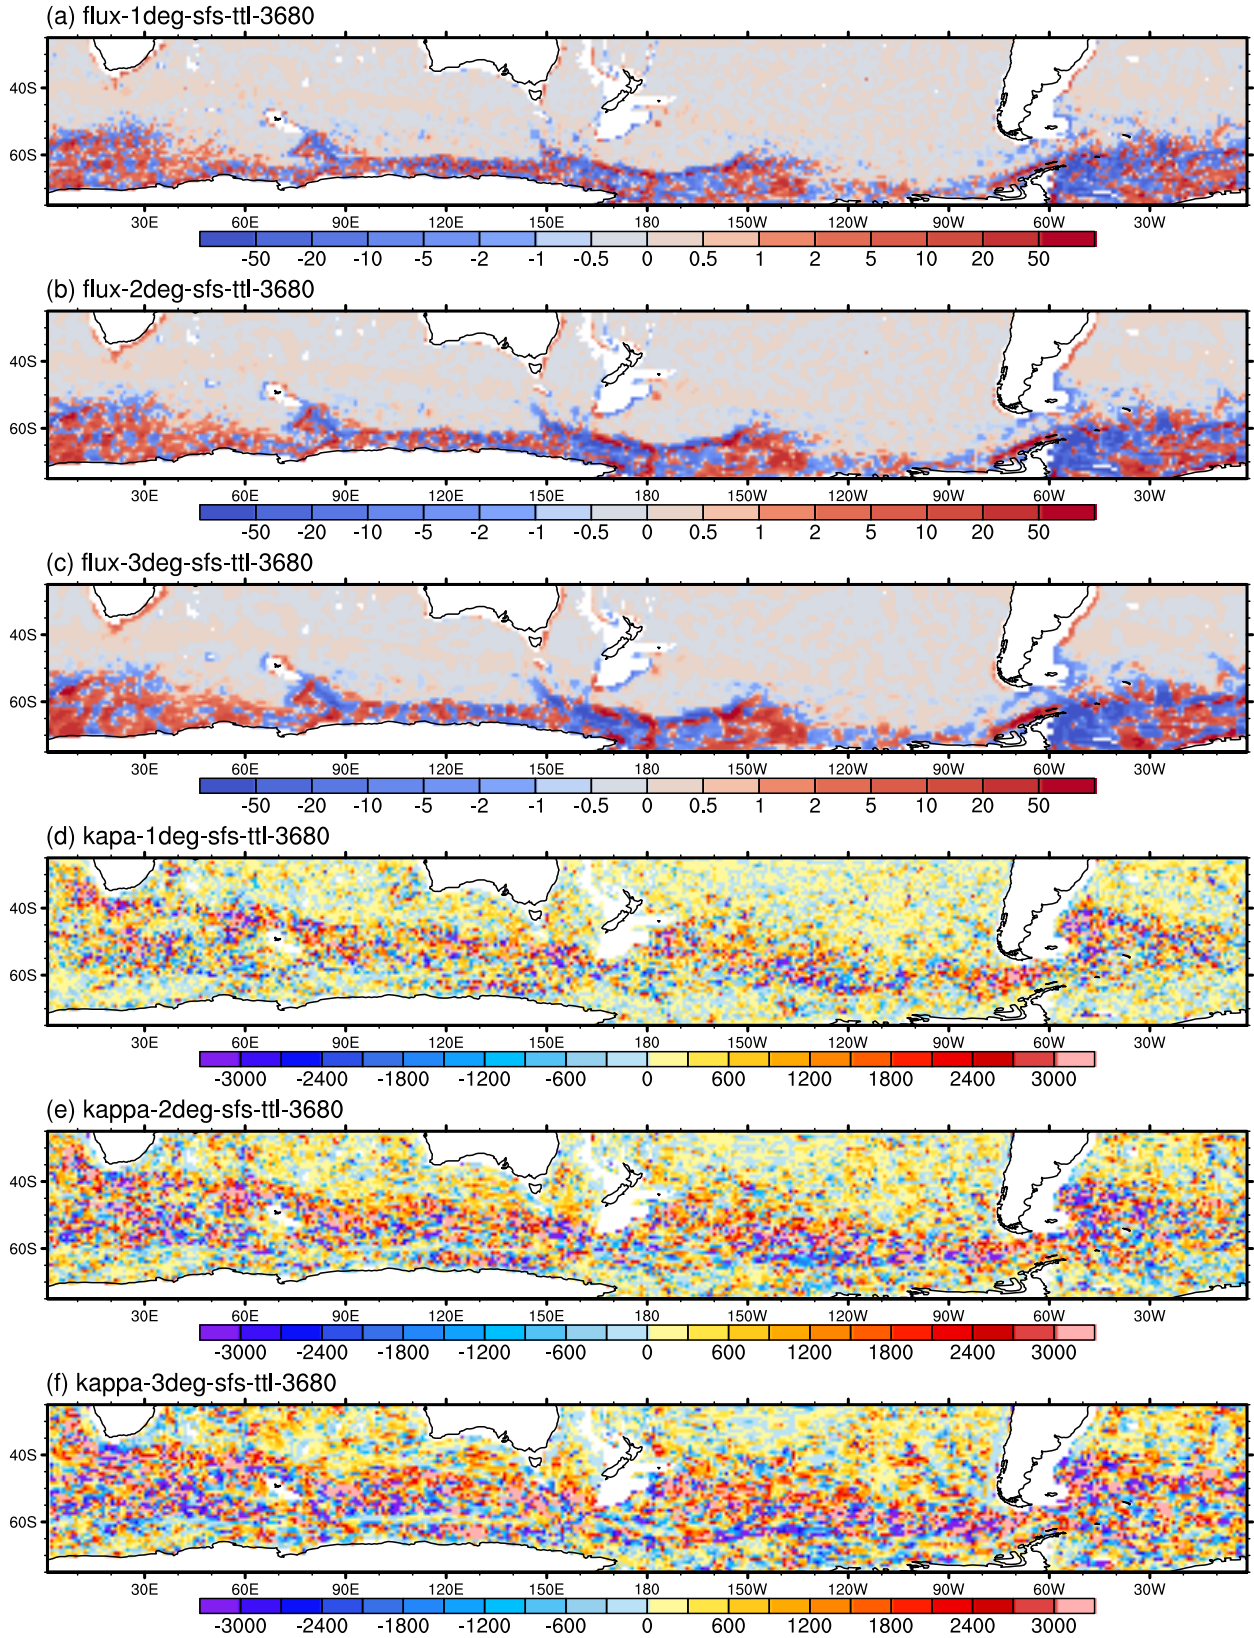 (a) flux-1deg-sfs-ttl-3680
40S
60S
30E 60E 90E 120E 150E 180 150W 120W 90W 60W 30W
-50 -20 -10 -5 -2 -1 -0.5 0 0.5 1 2 5 10 20 50
(b) flux-2deg-sfs-ttl-3680
40S
60S
30E 60E 90E 120E 150E 180 150W 120W 90W 60W 30W
-50 -20 -10 -5 -2 -1 -0.5 0 0.5 1 2 5 10 20 50
(c) flux-3deg-sfs-ttl-3680
40S
60S
30E 60E 90E 120E 150E 180 150W 120W 90W 60W 30W
-50 -20 -10 -5 -2 -1 -0.5 0 0.5 1 2 5 10 20 50
(d) kapa-1deg-sfs-ttl-3680
40S
60S
30E 60E 90E 120E 150E 180 150W 120W 90W 60W 30W
-3000 -2400 -1800 -1200 -600 0 600 1200 1800 2400 3000
(e) kappa-2deg-sfs-ttl-3680
40S
60S
30E 60E 90E 120E 150E 180 150W 120W 90W 60W 30W
-3000 -2400 -1800 -1200 -600 0 600 1200 1800 2400 3000
(f) kappa-3deg-sfs-ttl-3680
40S
60S
30E 60E 90E 120E 150E 180 150W 120W 90W 60W 30W
-3000 -2400 -1800 -1200 -600 0 600 1200 1800 2400 3000